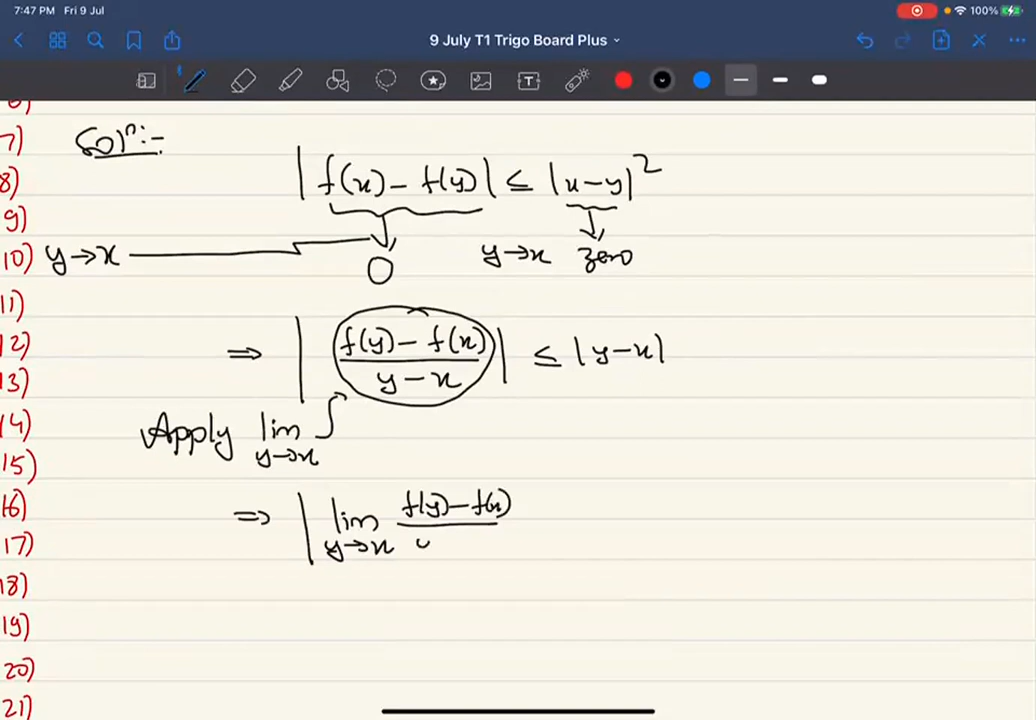 7:47 PM Fri 9 Jul
100%
9 July T1 Trigo Board Plus
6)
7) Solⁿ:-
8) |f(x) - f(y)| ≤ |x-y|²
9)
10) y→x 0 y→x zero
11)
12) ⇒ |(f(y) - f(x))/(y-x)| ≤ |y-x|
13)
14) Apply lim
15) y→x
16) ⇒ | lim f(y)-f(x)
17) y→x
18)
19)
20)
21)